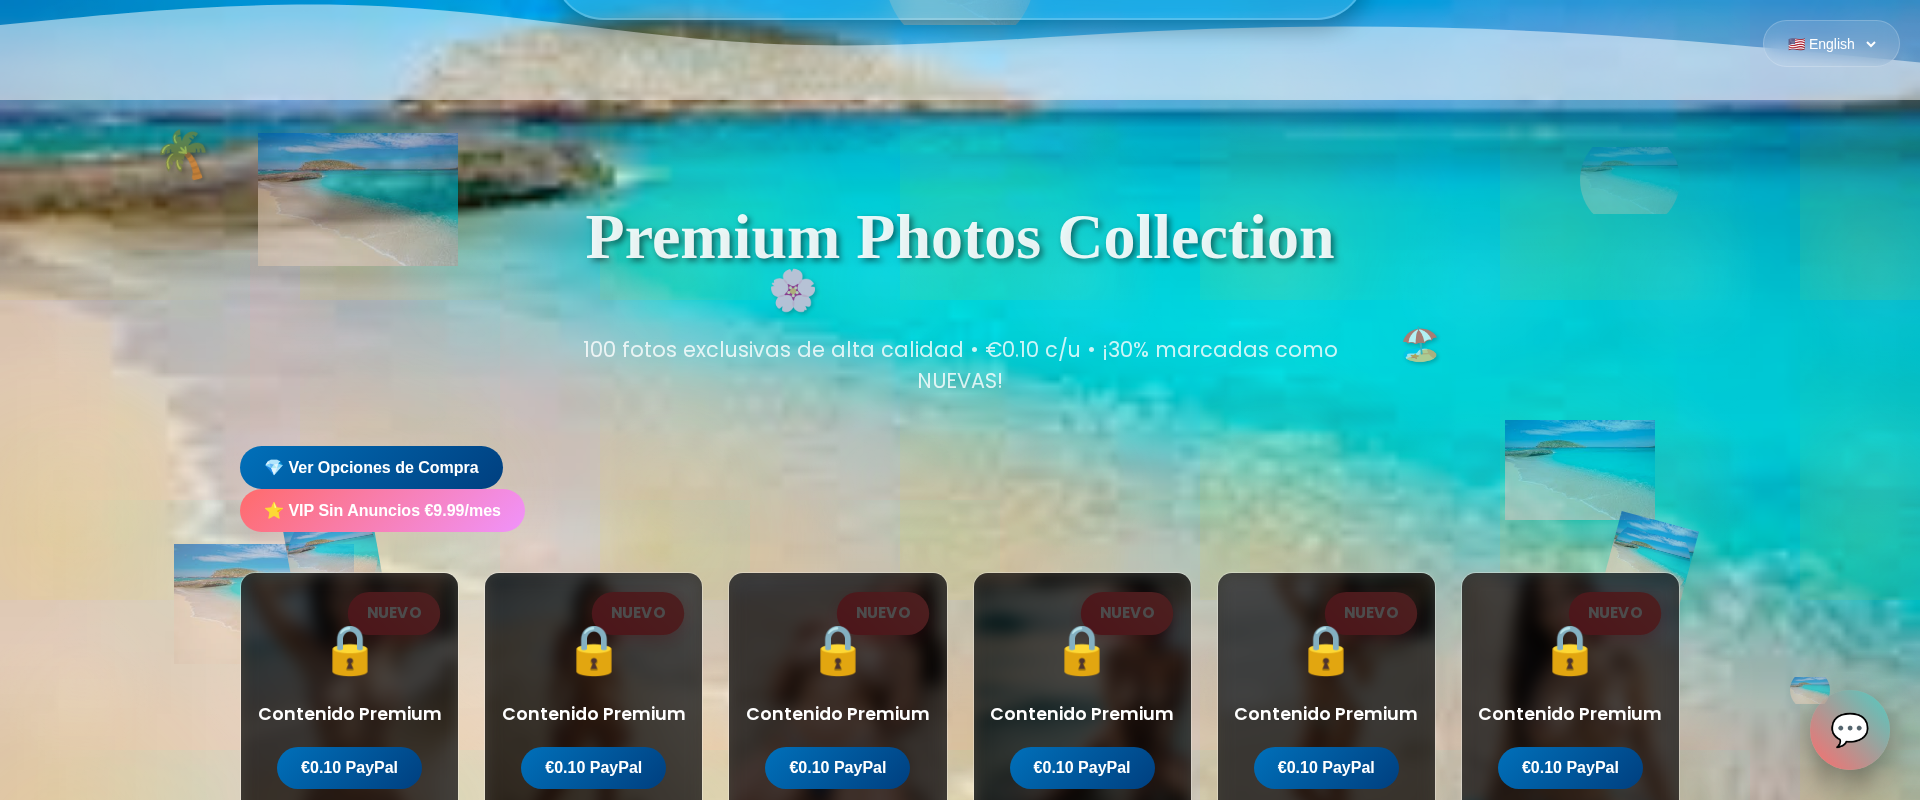 🇺🇸 English
Premium Photos Collection
100 fotos exclusivas de alta calidad • €0.10 c/u • ¡30% marcadas como
NUEVAS!
💎 Ver Opciones de Compra
⭐ VIP Sin Anuncios €9.99/mes
NUEVO NUEVO NUEVO NUEVO NUEVO NUEVO
Contenido Premium Contenido Premium Contenido Premium Contenido Premium Contenido Premium Contenido Premium
€0.10 PayPal €0.10 PayPal €0.10 PayPal €0.10 PayPal €0.10 PayPal €0.10 PayPal